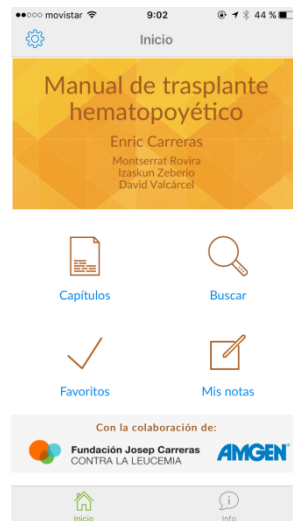 movistar 9:02 44 %
Inicio
Manual de trasplante
hematopoyético
Enric Carreras
Montserrat Rovira
Izaskun Zeberio
David Valcárcel
Capítulos Buscar
Favoritos Mis notas
Con la colaboración de:
Fundación Josep Carreras
CONTRA LA LEUCEMIA
AMGEN
Inicio Info